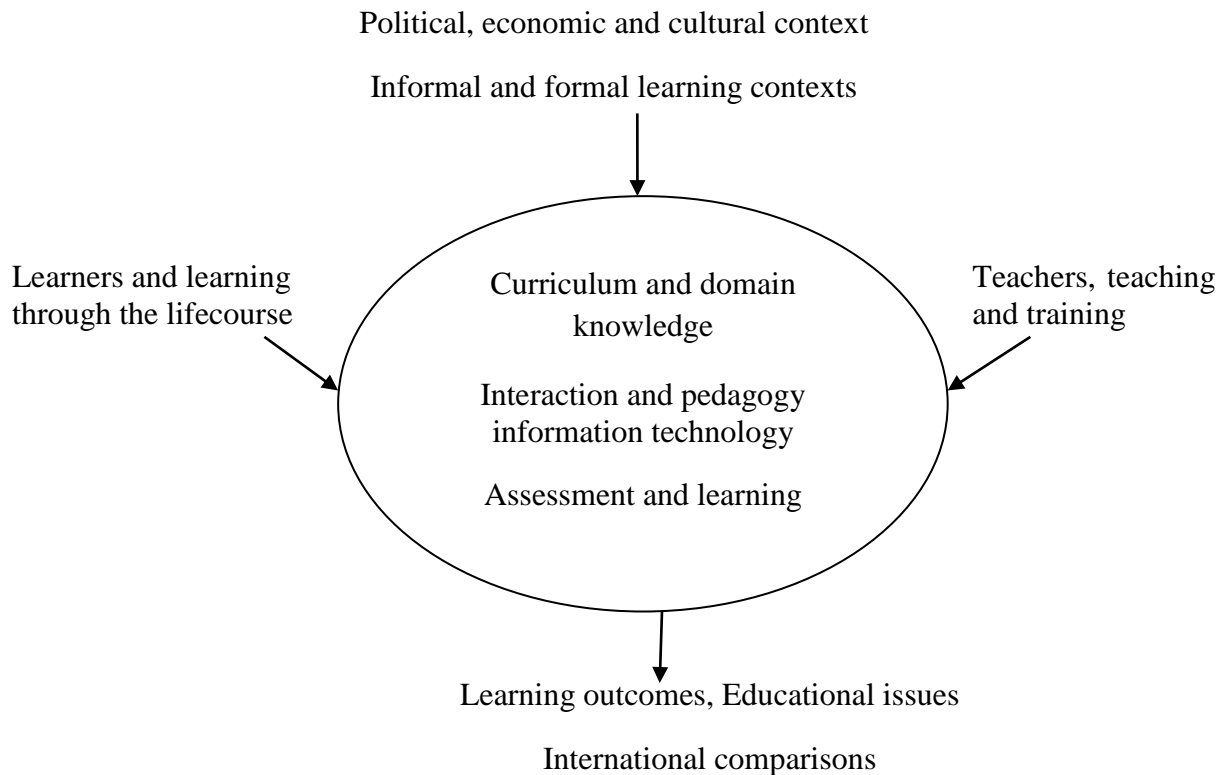 Political, economic and cultural context
Informal and formal learning contexts
Learners and learning
through the lifecourse
Curriculum and domain
knowledge
Teachers, teaching
and training
Interaction and pedagogy
information technology
Assessment and learning
Learning outcomes, Educational issues
International comparisons